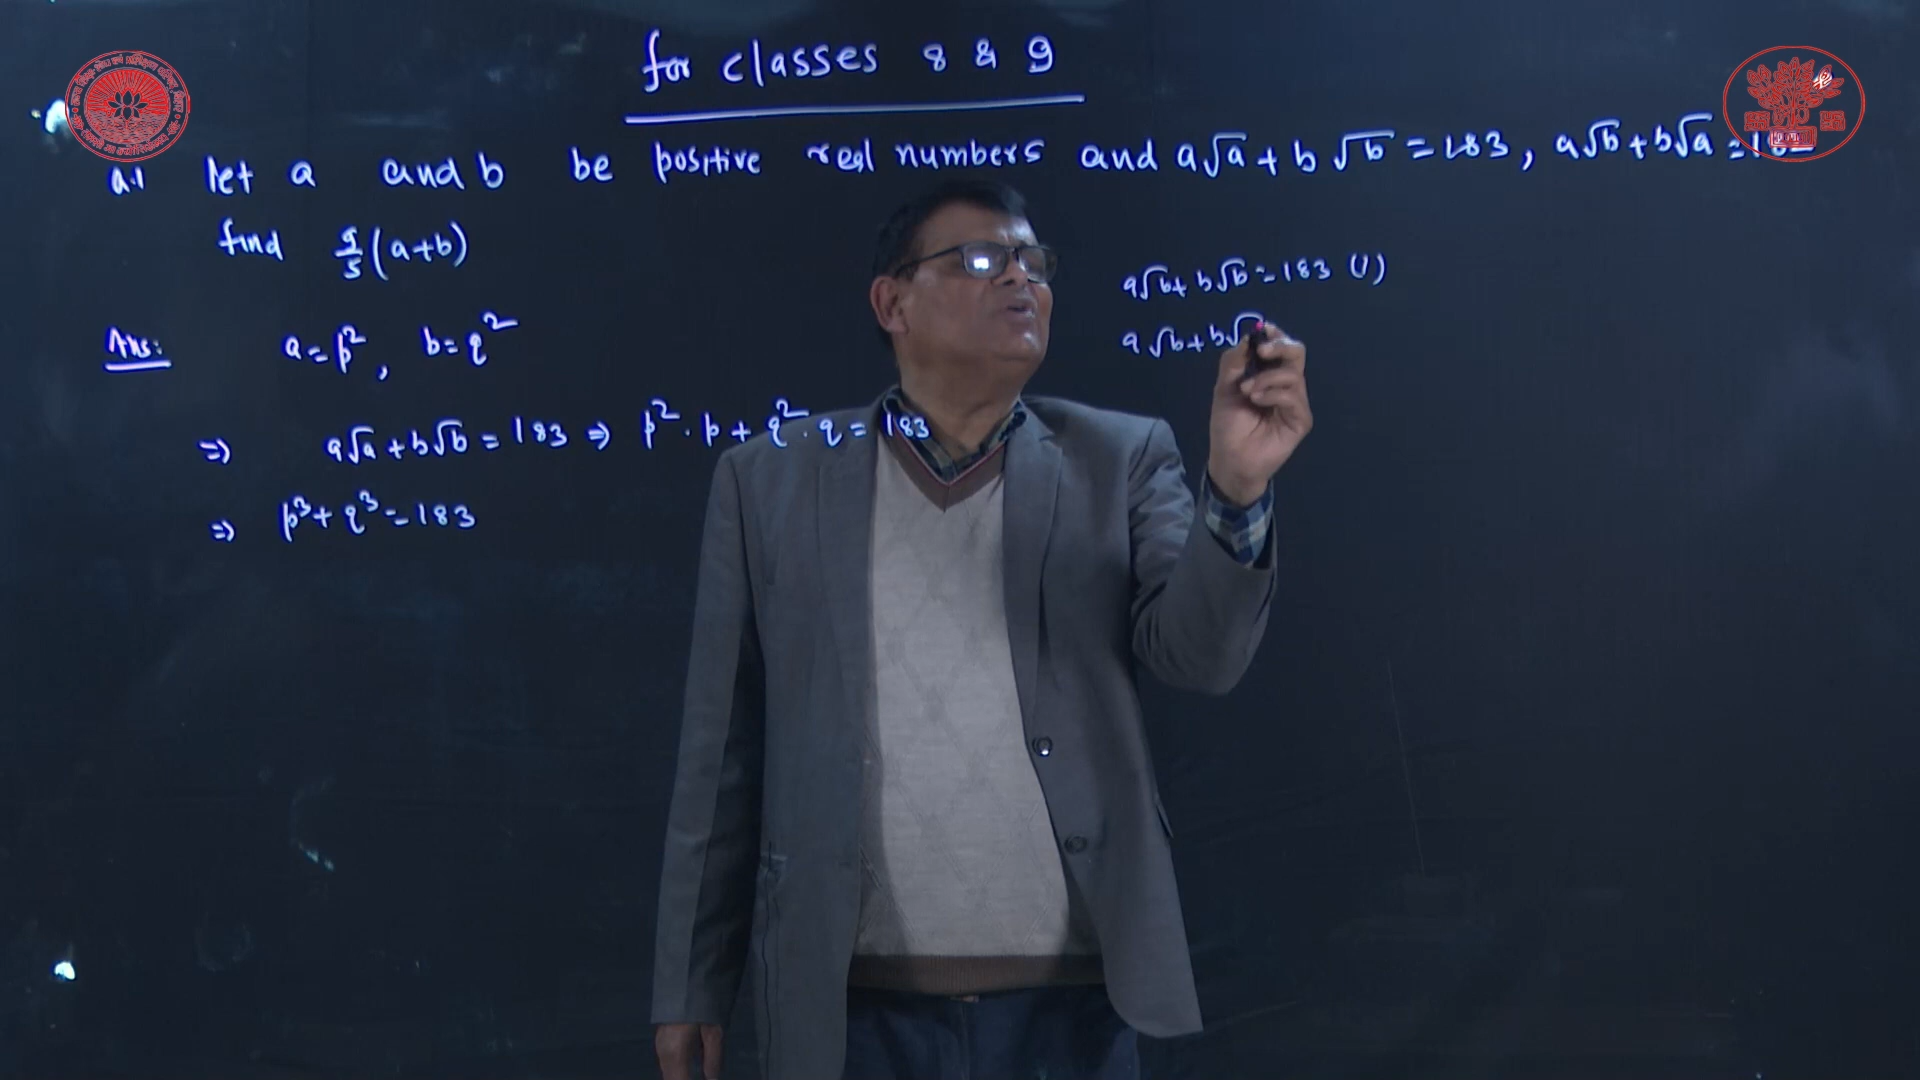 for classes 8 & 9
Q.1 let a and b be positive real numbers and a√a + b√b = 183, a√b + b√a =
find 9/5 (a+b)
Ans: a = p², b = q²
⇒ a√a + b√b = 183 ⇒ p² · p + q² · q = 183
⇒ p³ + q³ = 183
a√b + b√b = 183 (1)
a√b + b√